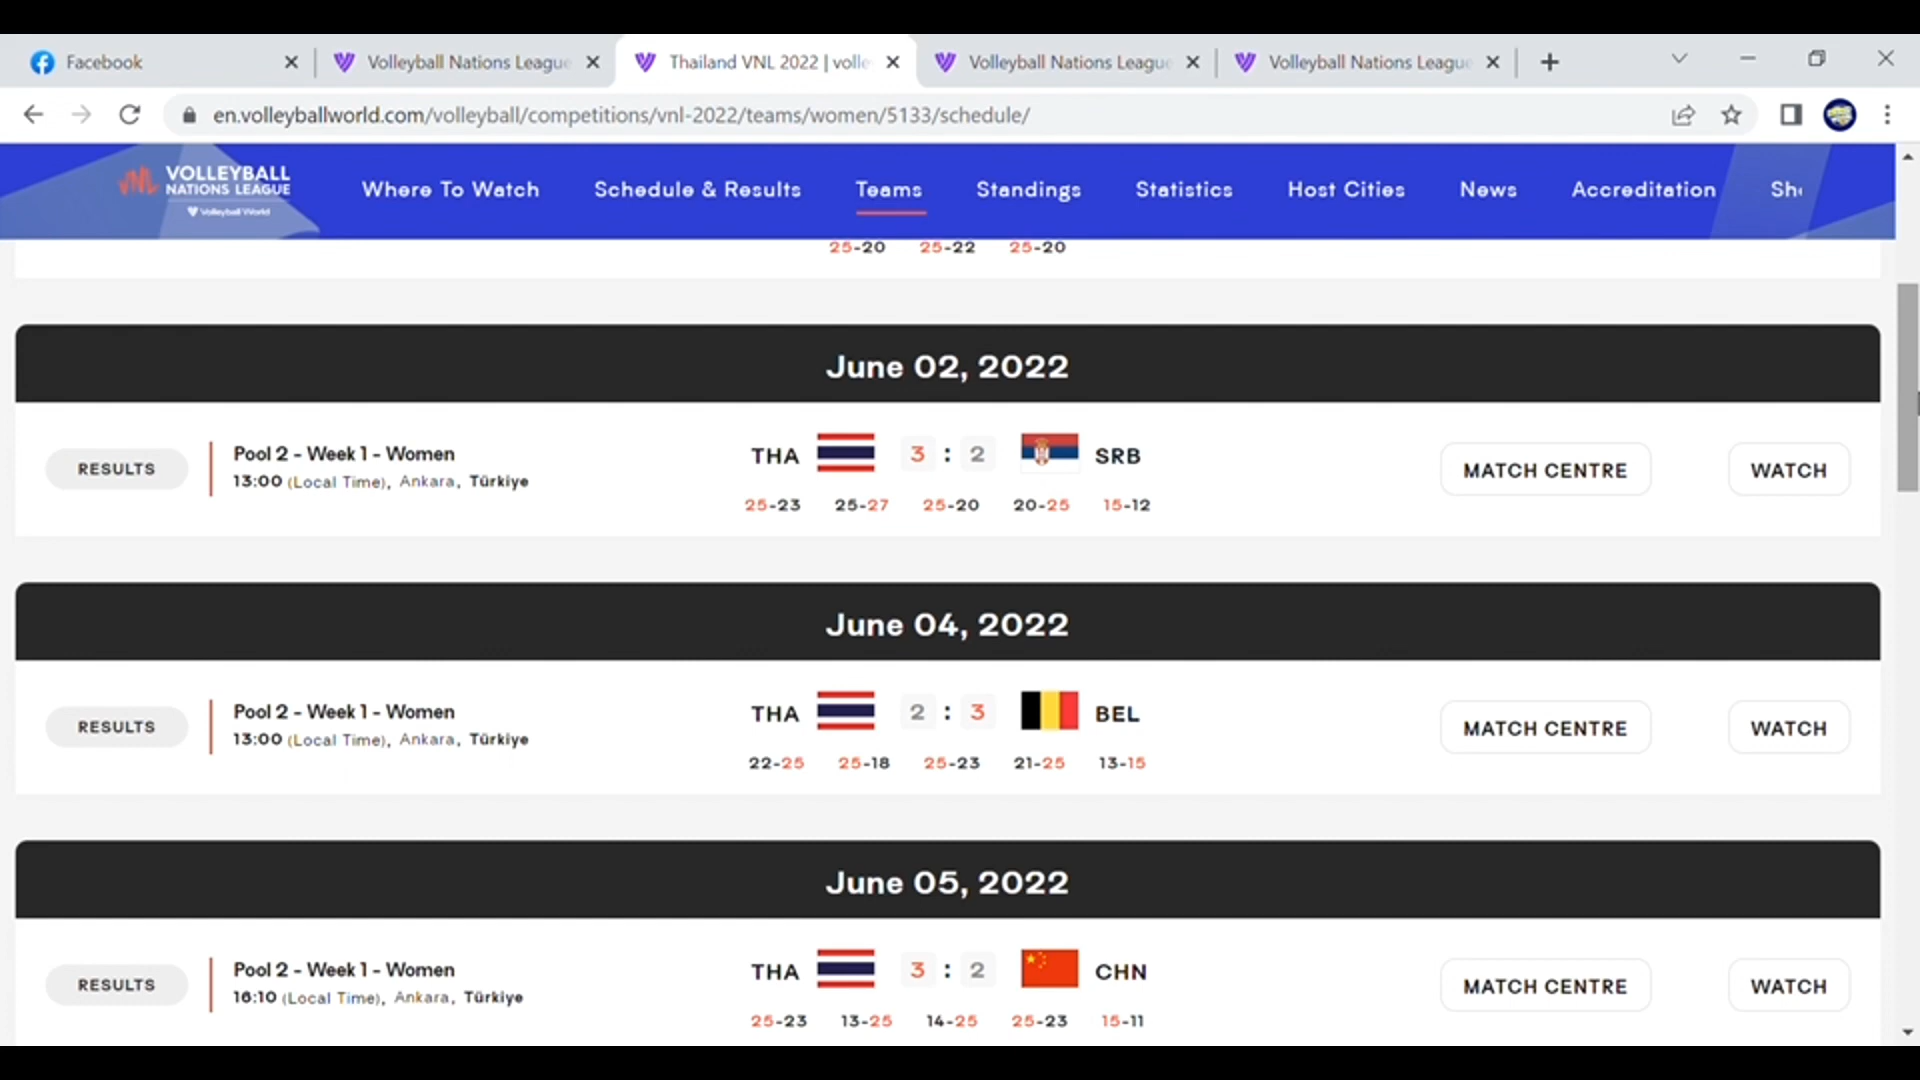 Facebook
Volleyball Nations League
Thailand VNL 2022 | volle
Volleyball Nations League
Volleyball Nations League
en.volleyballworld.com/volleyball/competitions/vnl-2022/teams/women/5133/schedule/
VOLLEYBALL
NATIONS LEAGUE
Volleyball World
Where To Watch
Schedule & Results
Teams
Standings
Statistics
Host Cities
News
Accreditation
Sh
25-20 25-22 25-20
June 02, 2022
RESULTS
Pool 2 - Week 1 - Women
13:00 (Local Time), Ankara, Türkiye
THA 3 : 2 SRB
25-23 25-27 25-20 20-25 15-12
MATCH CENTRE
WATCH
June 04, 2022
RESULTS
Pool 2 - Week 1 - Women
13:00 (Local Time), Ankara, Türkiye
THA 2 : 3 BEL
22-25 25-18 25-23 21-25 13-15
MATCH CENTRE
WATCH
June 05, 2022
RESULTS
Pool 2 - Week 1 - Women
16:10 (Local Time), Ankara, Türkiye
THA 3 : 2 CHN
25-23 13-25 14-25 25-23 15-11
MATCH CENTRE
WATCH